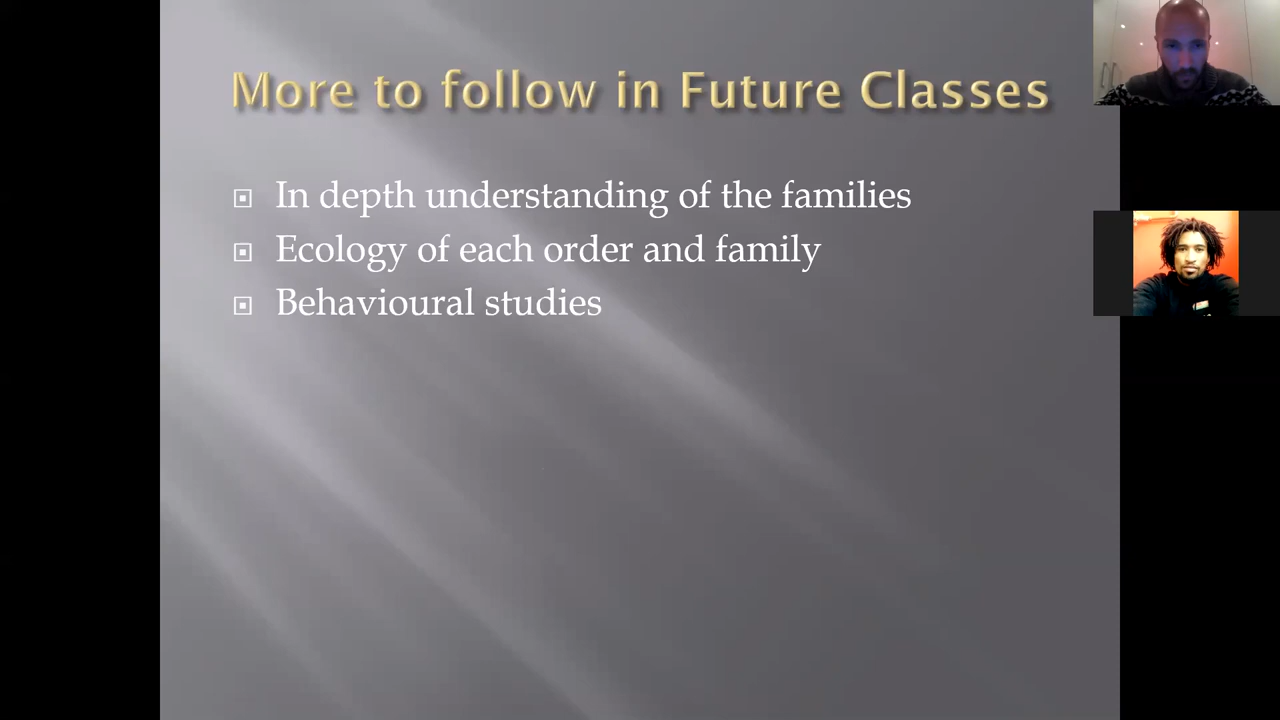 More to follow in Future Classes
In depth understanding of the families
Ecology of each order and family
Behavioural studies